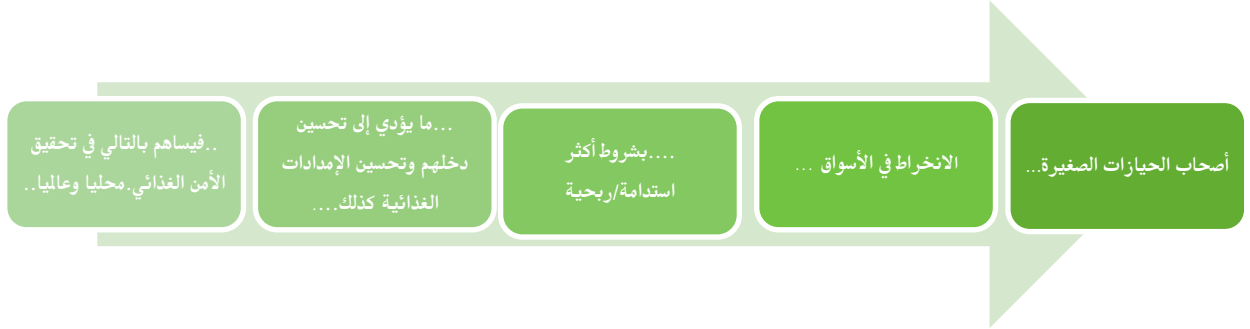 أصحاب الحيازات الصغيرة...
الانخراط في الأسواق ...
....بشروط أكثر
استدامة/ربحية
...ما يؤدي إلى تحسين
دخلهم وتحسين الإمدادات
الغذائية كذلك....
..فيساهم بالتالي في تحقيق
الأمن الغذائي.محليا وعالميا..